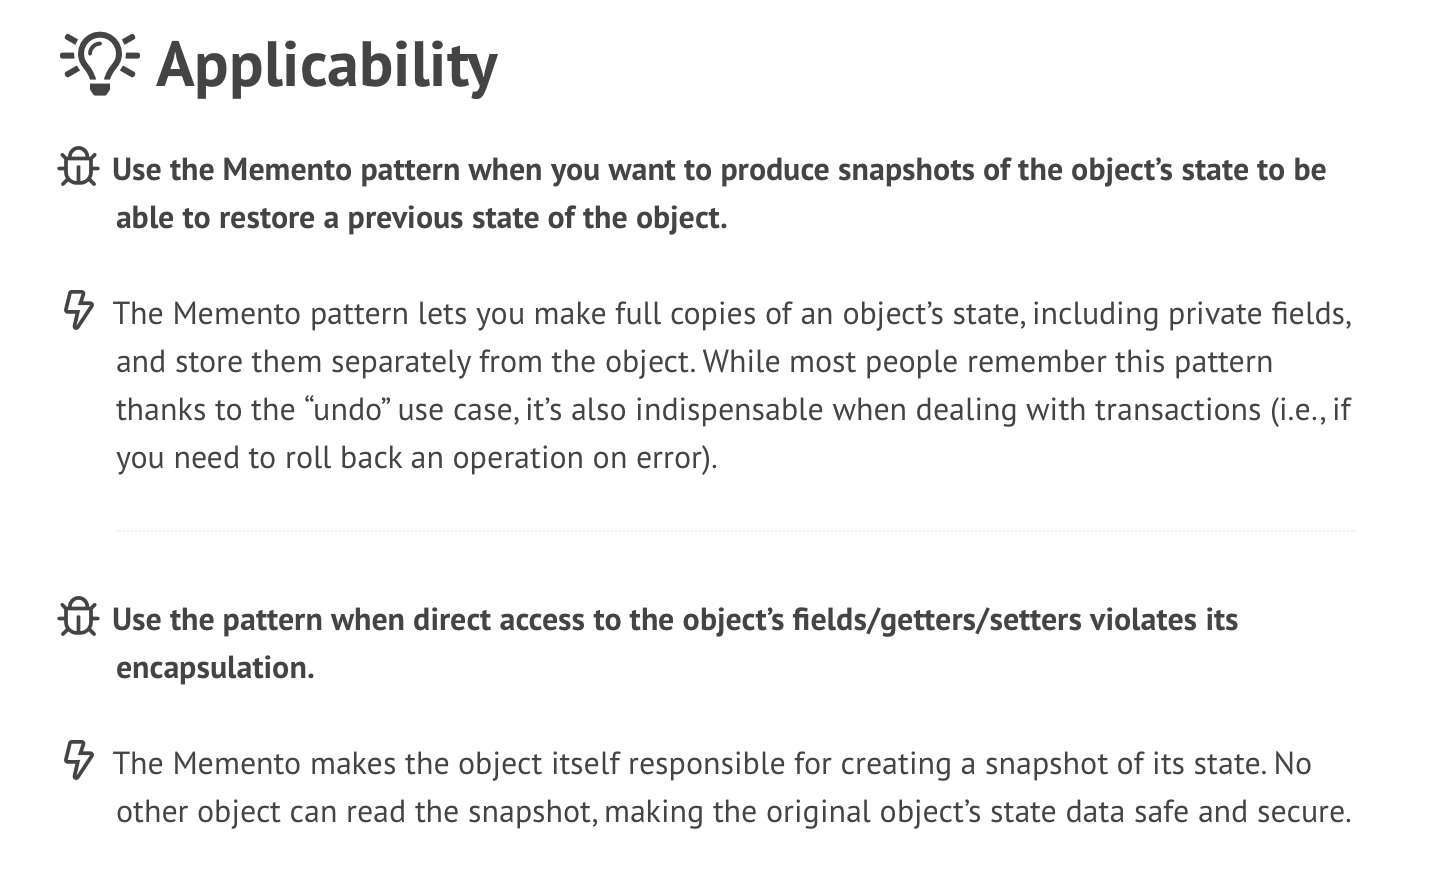 Applicability
Use the Memento pattern when you want to produce snapshots of the object’s state to be
able to restore a previous state of the object.
The Memento pattern lets you make full copies of an object’s state, including private fields,
and store them separately from the object. While most people remember this pattern
thanks to the “undo” use case, it’s also indispensable when dealing with transactions (i.e., if
you need to roll back an operation on error).
Use the pattern when direct access to the object’s fields/getters/setters violates its
encapsulation.
The Memento makes the object itself responsible for creating a snapshot of its state. No
other object can read the snapshot, making the original object’s state data safe and secure.